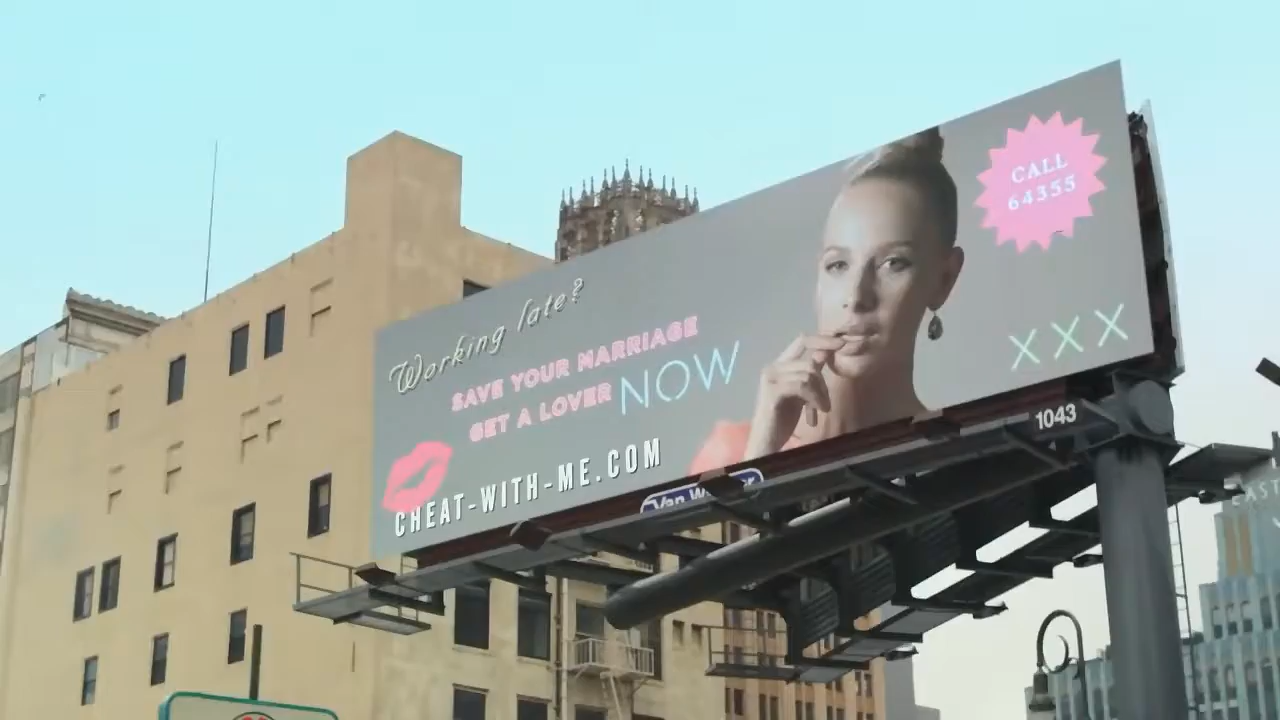 Working late?
SAVE YOUR MARRIAGE
GET A LOVER NOW
CHEAT-WITH-ME.COM
CALL
64355
XXX
1043